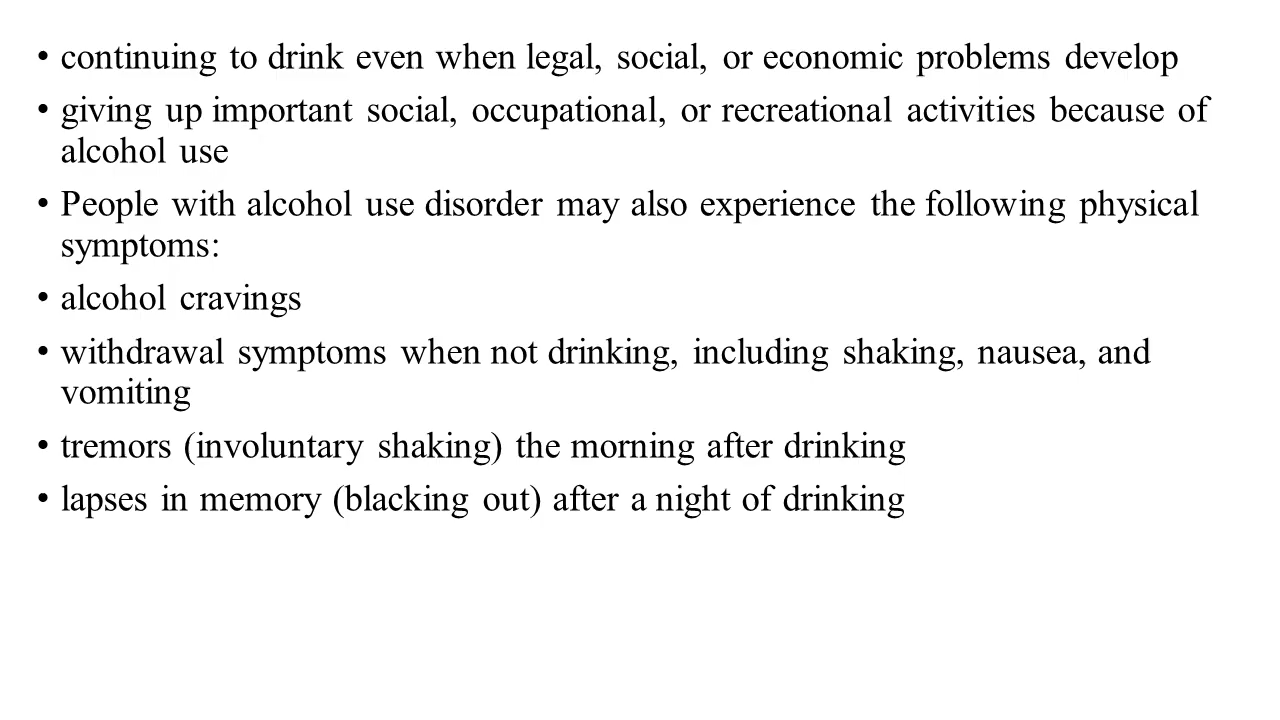 • continuing to drink even when legal, social, or economic problems develop
• giving up important social, occupational, or recreational activities because of
alcohol use
• People with alcohol use disorder may also experience the following physical
symptoms:
• alcohol cravings
• withdrawal symptoms when not drinking, including shaking, nausea, and
vomiting
• tremors (involuntary shaking) the morning after drinking
• lapses in memory (blacking out) after a night of drinking